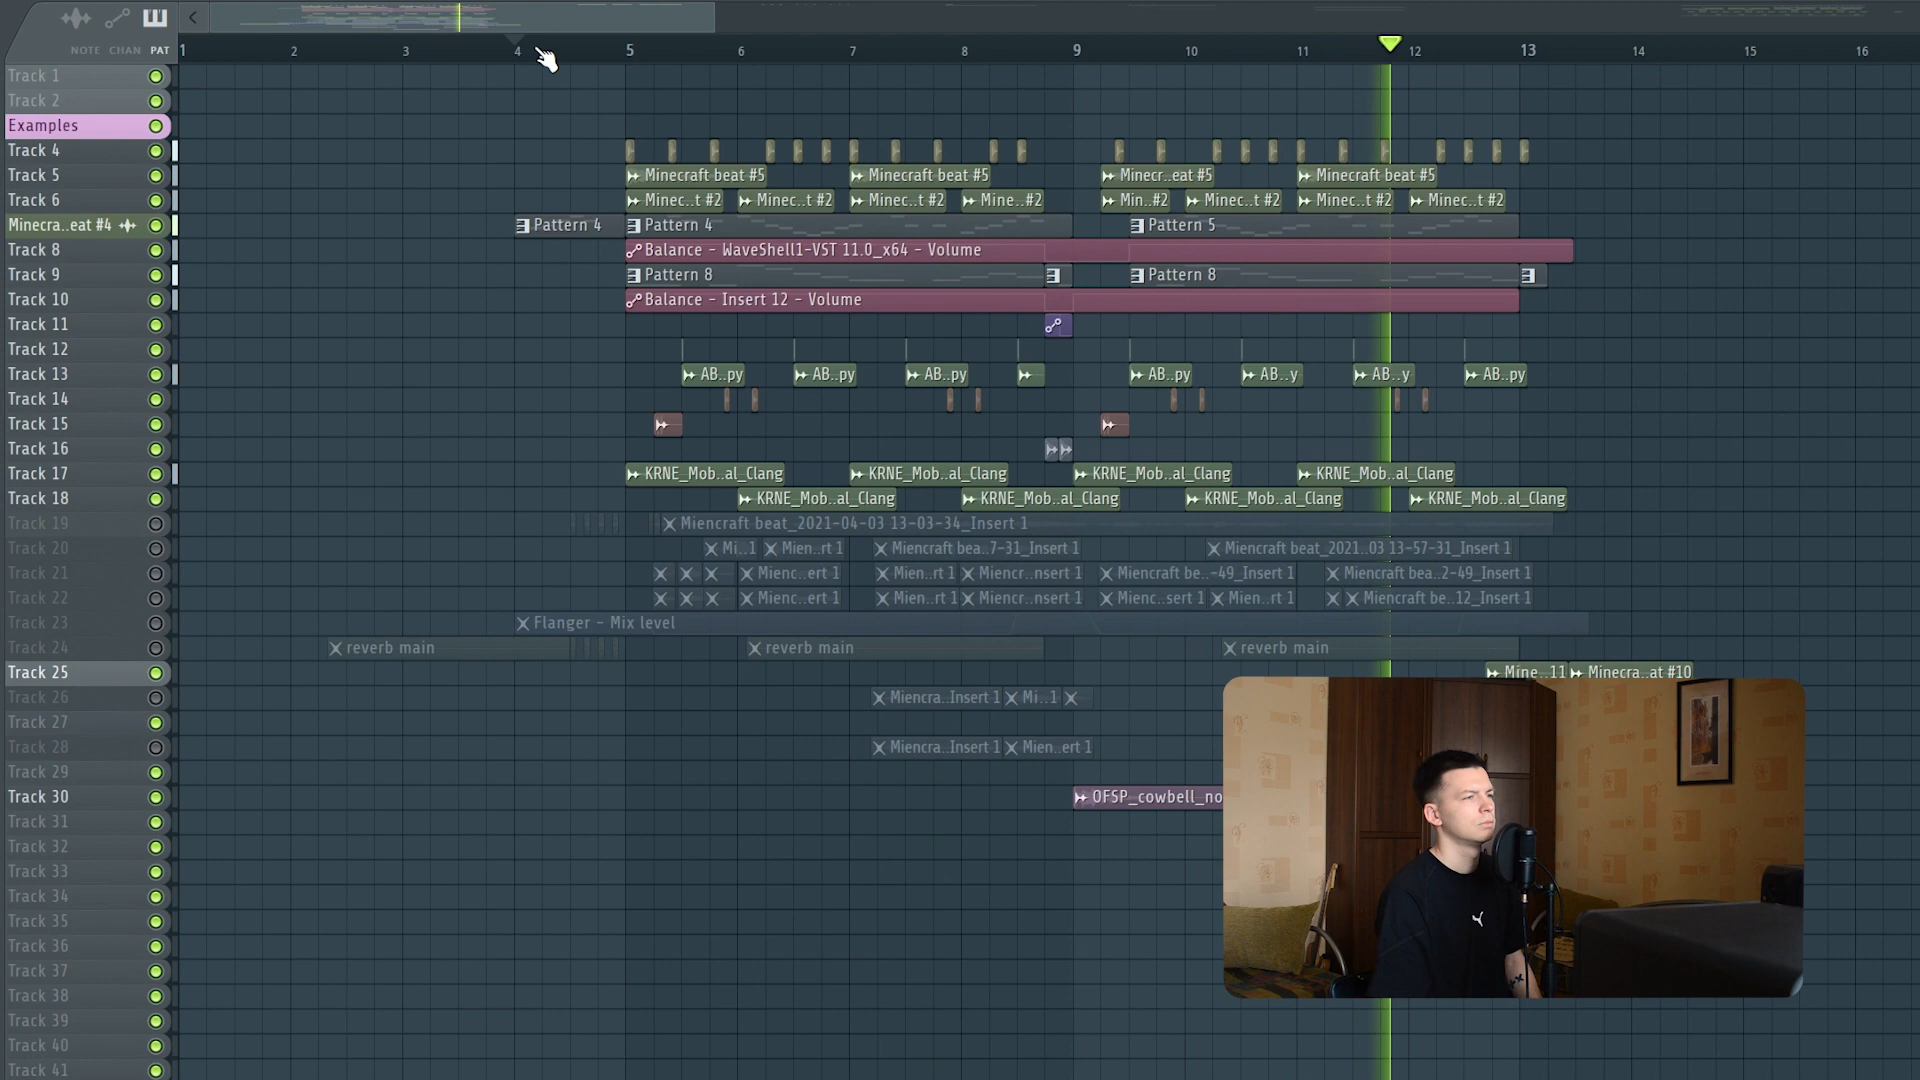 NOTE CHAN PAT
1 2 3 4 5 6 7 8 9 10 11 12 13 14 15 16
Track 1
Track 2
Examples
Track 4
Track 5 Minecraft beat #5 Minecraft beat #5 Minecr..eat #5 Minecraft beat #5
Track 6 Minec..t #2 Minec..t #2 Minec..t #2 Mine..#2 Min..#2 Minec..t #2 Minec..t #2 Minec..t #2
Minecra..eat #4 Pattern 4 Pattern 4 Pattern 5
Track 8 Balance - WaveShell1-VST 11.0_x64 - Volume
Track 9 Pattern 8 Pattern 8
Track 10 Balance - Insert 12 - Volume
Track 11
Track 12
Track 13 AB..py AB..py AB..py AB..py AB..y AB..y AB..py
Track 14
Track 15
Track 16
Track 17 KRNE_Mob..al_Clang KRNE_Mob..al_Clang KRNE_Mob..al_Clang KRNE_Mob..al_Clang
Track 18 KRNE_Mob..al_Clang KRNE_Mob..al_Clang KRNE_Mob..al_Clang KRNE_Mob..al_Clang
Track 19 Miencraft beat_2021-04-03 13-03-34_Insert 1
Track 20 Mi..1 Mien..rt 1 Miencraft bea..7-31_Insert 1 Miencraft beat_2021..03 13-57-31_Insert 1
Track 21 Mienc..ert 1 Mien..rt 1 Miencr..nsert 1 Miencraft be..-49_Insert 1 Miencraft bea..2-49_Insert 1
Track 22 Mienc..ert 1 Mien..rt 1 Miencr..nsert 1 Mienc..sert 1 Mien..rt 1 Miencraft be..12_Insert 1
Track 23 Flanger - Mix level
Track 24 reverb main reverb main reverb main
Track 25 Mine..11 Minecra..at #10
Track 26 Miencra..Insert 1 Mi..1
Track 27
Track 28 Miencra..Insert 1 Mien..ert 1
Track 29
Track 30 OFSP_cowbell_no
Track 31
Track 32
Track 33
Track 34
Track 35
Track 36
Track 37
Track 38
Track 39
Track 40
Track 41